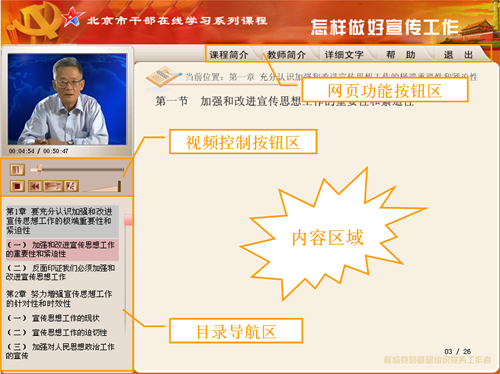 北京市干部在线学习系列课程
怎样做好宣传工作
课程简介 教师简介 详细文字 帮 助 退 出
当前位置：第一章 充分认识加强和改进宣传思想工作的极端重要性和紧迫性
网页功能按钮区
第一节 加强和改进宣传思想工作的重要性和紧迫性
00:04:54 / 00:50:47
视频控制按钮区
第1章 要充分认识加强和改进
宣传思想工作的极端重要性和
紧迫性
（一） 加强和改进宣传思想工作
的重要性和紧迫性
（二） 反面印证我们必须加强和
改进宣传思想工作
第2章 努力增强宣传思想工作
的针对性和时效性
（一） 宣传思想工作的现状
（二） 宣传思想工作的迫切性
（三） 加强对人民思想政治工作
的宣传
内容区域
目录导航区
03 / 26